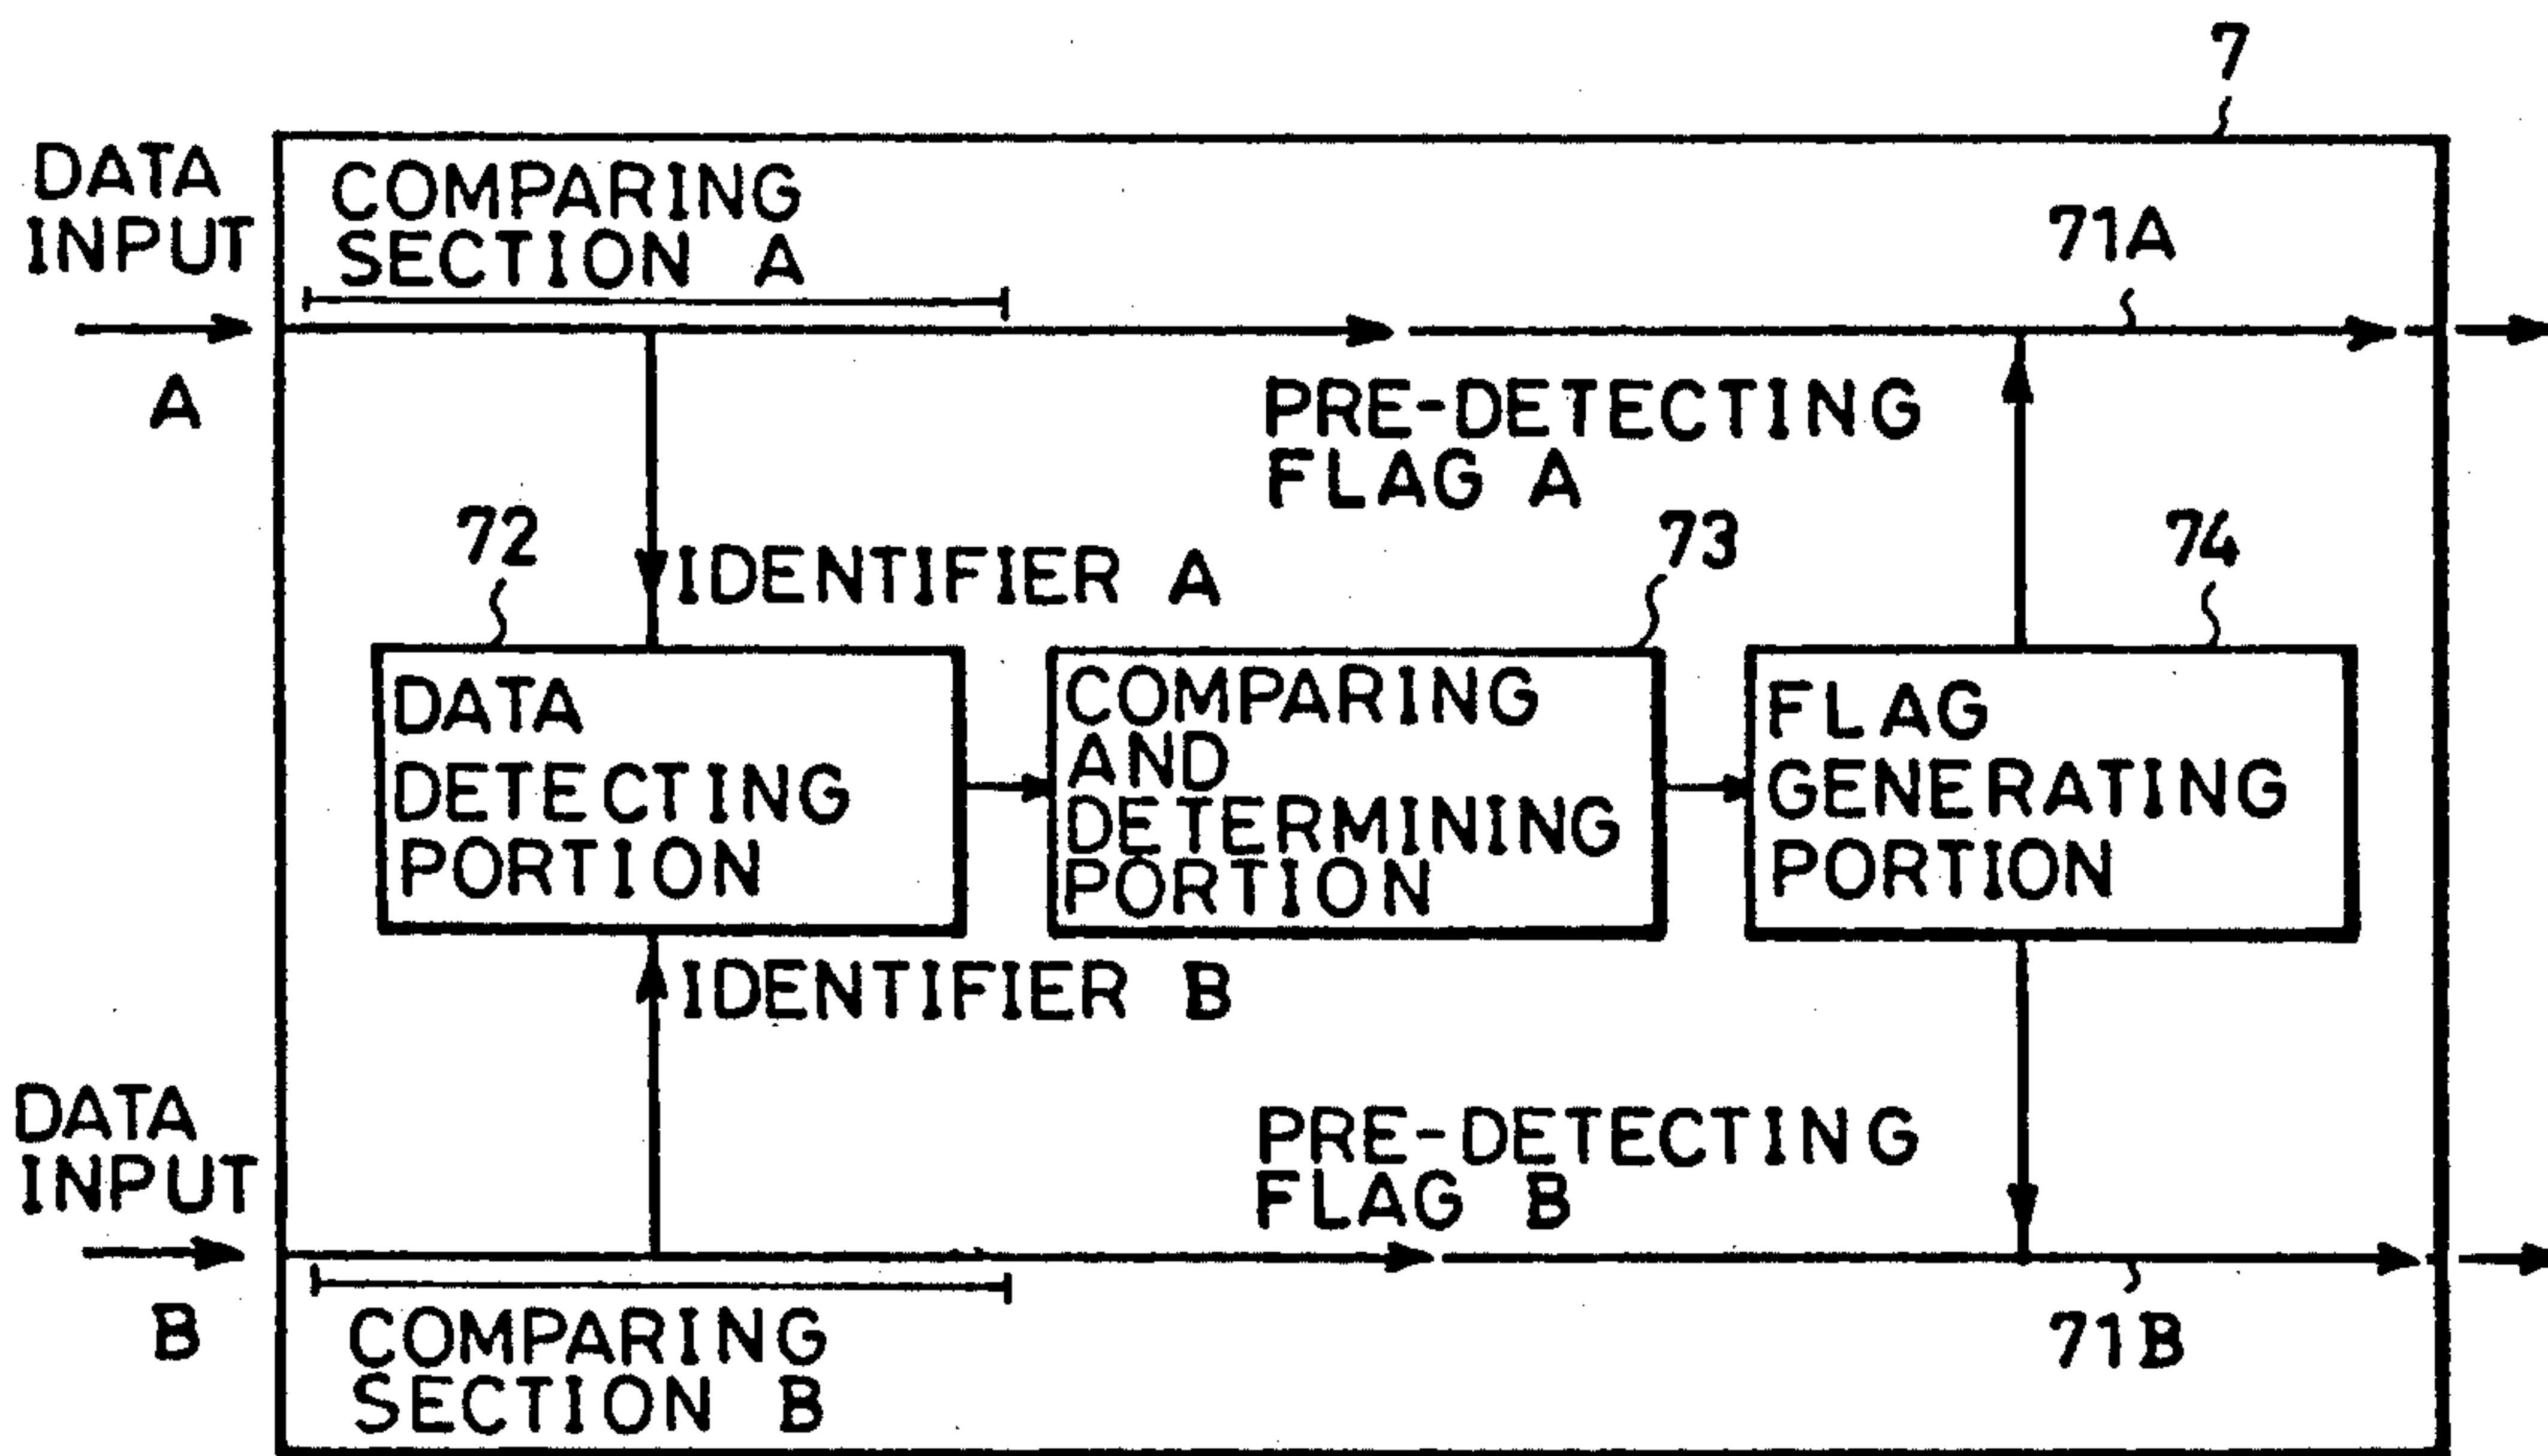 7
DATA
INPUT
A
COMPARING
SECTION A
71A
PRE-DETECTING
FLAG A
72
IDENTIFIER A
73
74
DATA
DETECTING
PORTION
COMPARING
AND
DETERMINING
PORTION
FLAG
GENERATING
PORTION
IDENTIFIER B
DATA
INPUT
B
PRE-DETECTING
FLAG B
COMPARING
SECTION B
71B